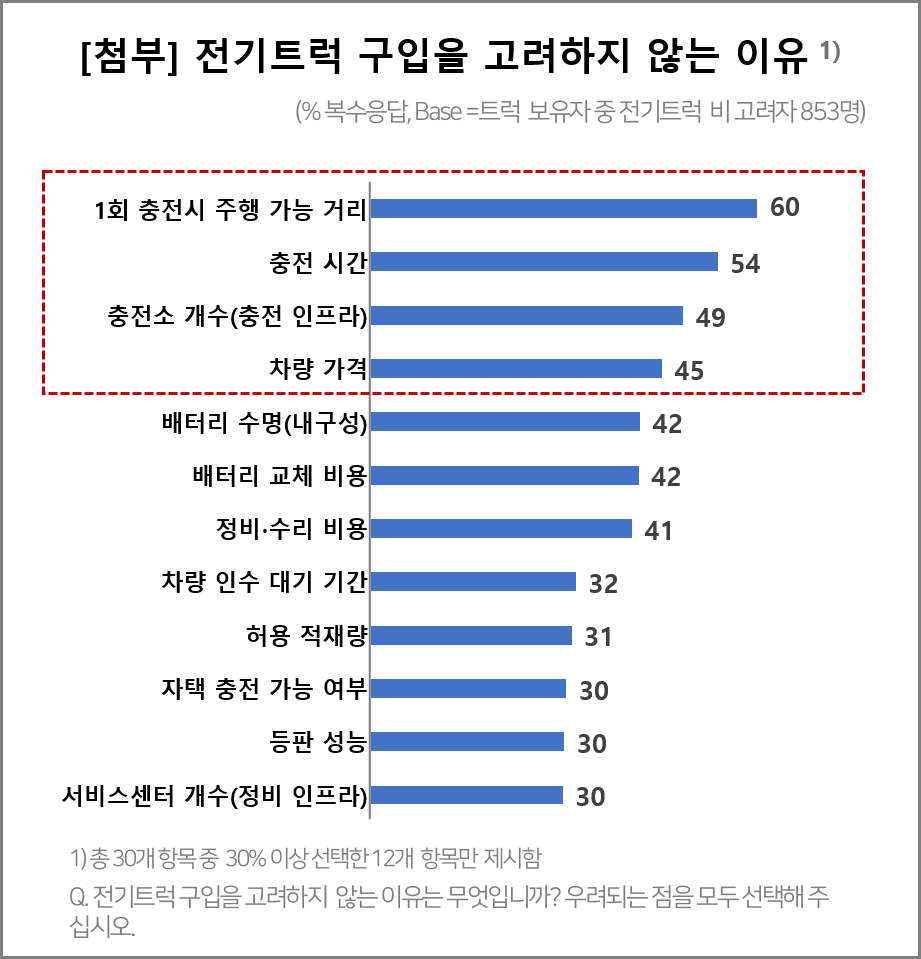 [첨부] 전기트럭 구입을 고려하지 않는 이유 1)
(% 복수응답, Base =트럭 보유자 중 전기트럭 비 고려자 853명)
1회 충전시 주행 가능 거리 60
충전 시간 54
충전소 개수(충전 인프라) 49
차량 가격 45
배터리 수명(내구성) 42
배터리 교체 비용 42
정비·수리 비용 41
차량 인수 대기 기간 32
허용 적재량 31
자택 충전 가능 여부 30
등판 성능 30
서비스센터 개수(정비 인프라) 30
1) 총 30개 항목 중 30% 이상 선택한 12개 항목만 제시함
Q. 전기트럭 구입을 고려하지 않는 이유는 무엇입니까? 우려되는 점을 모두 선택해 주
십시오.